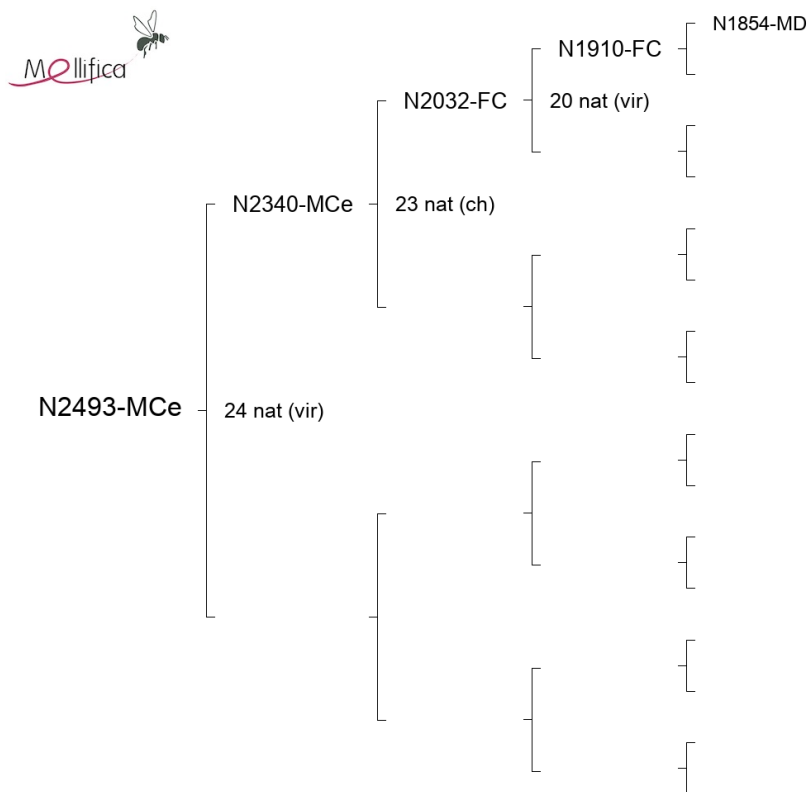 Mellifica
N1854-MD
N1910-FC
N2032-FC
20 nat (vir)
N2340-MCe
23 nat (ch)
N2493-MCe
24 nat (vir)